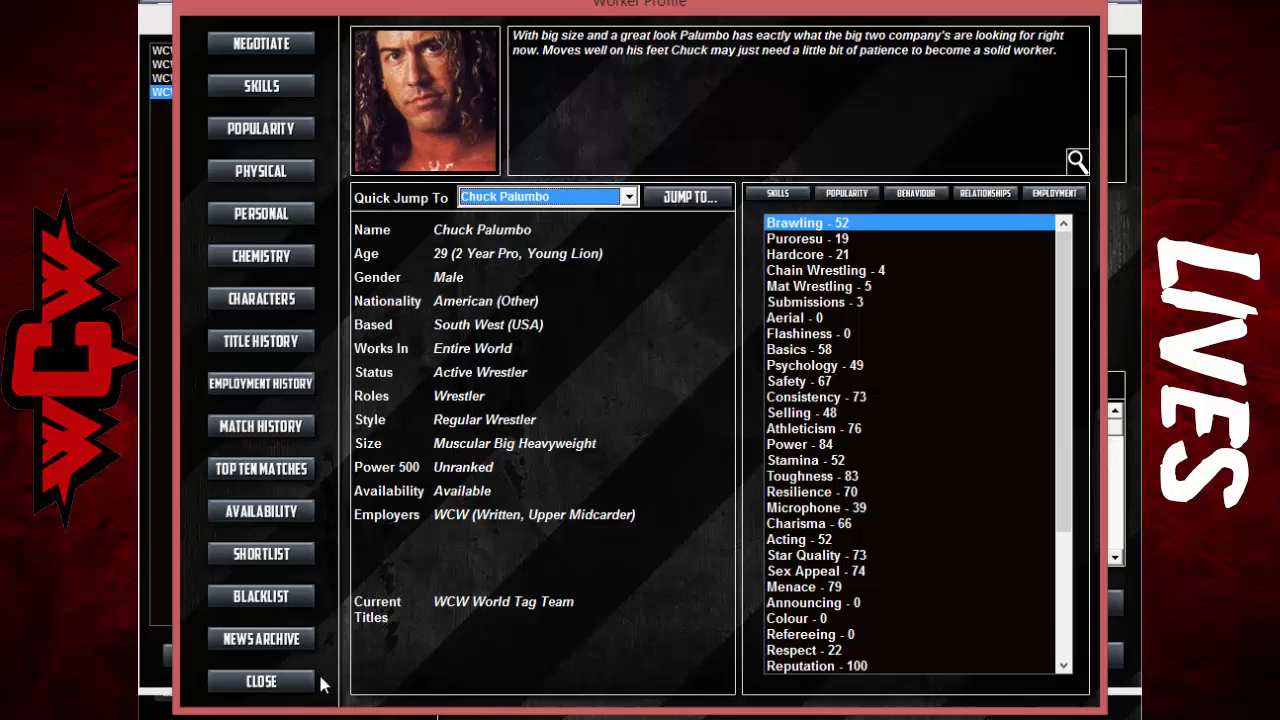 Worker Profile
WCW
WCW
WCW
WCW
NEGOTIATE
SKILLS
POPULARITY
PHYSICAL
PERSONAL
CHEMISTRY
CHARACTERS
TITLE HISTORY
EMPLOYMENT HISTORY
MATCH HISTORY
TOP TEN MATCHES
AVAILABILITY
SHORTLIST
BLACKLIST
NEWS ARCHIVE
CLOSE
With big size and a great look Palumbo has eactly what the big two company's are looking for right
now. Moves well on his feet Chuck may just need a little bit of patience to become a solid worker.
Quick Jump To Chuck Palumbo JUMP TO...
Name Chuck Palumbo
Age 29 (2 Year Pro, Young Lion)
Gender Male
Nationality American (Other)
Based South West (USA)
Works In Entire World
Status Active Wrestler
Roles Wrestler
Style Regular Wrestler
Size Muscular Big Heavyweight
Power 500 Unranked
Availability Available
Employers WCW (Written, Upper Midcarder)
Current WCW World Tag Team
Titles
SKILLS POPULARITY BEHAVIOUR RELATIONSHIPS EMPLOYMENT
Brawling - 52
Puroresu - 19
Hardcore - 21
Chain Wrestling - 4
Mat Wrestling - 5
Submissions - 3
Aerial - 0
Flashiness - 0
Basics - 58
Psychology - 49
Safety - 67
Consistency - 73
Selling - 48
Athleticism - 76
Power - 84
Stamina - 52
Toughness - 83
Resilience - 70
Microphone - 39
Charisma - 66
Acting - 52
Star Quality - 73
Sex Appeal - 74
Menace - 79
Announcing - 0
Colour - 0
Refereeing - 0
Respect - 22
Reputation - 100
WCW
LIVES